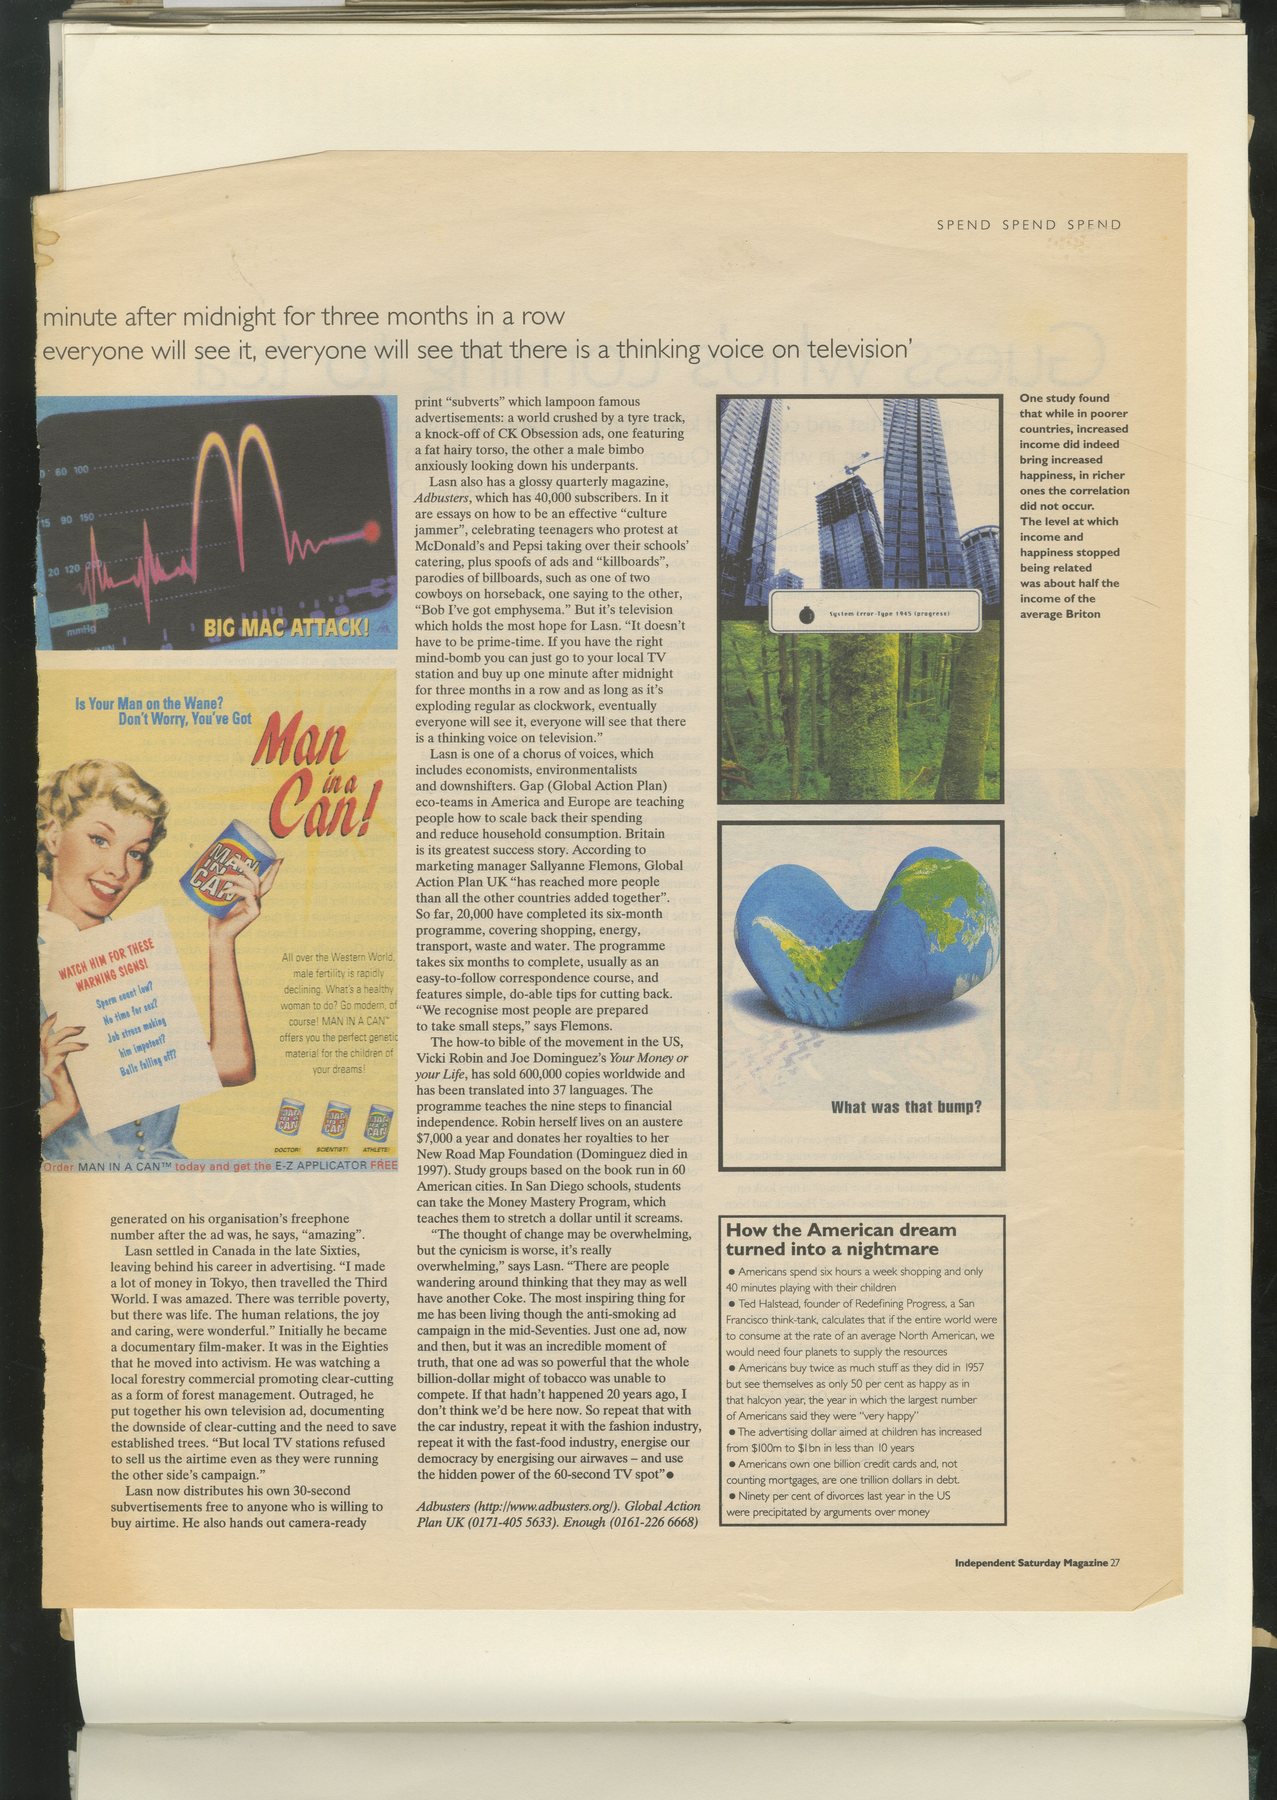 SPEND SPEND SPEND
minute after midnight for three months in a row
everyone will see it, everyone will see that there is a thinking voice on television’
60 100
15 90 150
20 120
mmHg
BIG MAC ATTACK!
Is Your Man on the Wane?
Don't Worry, You've Got
Man
in a
Can!
MAN
IN
CAN
WATCH HIM FOR THESE
WARNING SIGNS!
Sperm count low?
No time for sex?
Job stress making
him impotent?
Balls falling off?
All over the Western World,
male fertility is rapidly
declining. What's a healthy
woman to do? Go modern, of
course! MAN IN A CAN™
offers you the perfect genetic
material for the children of
your dreams!
DOCTOR! SCIENTIST! ATHLETE!
Order MAN IN A CAN™ today and get the E-Z APPLICATOR FREE
generated on his organisation’s freephone
number after the ad was, he says, “amazing”.
Lasn settled in Canada in the late Sixties,
leaving behind his career in advertising. “I made
a lot of money in Tokyo, then travelled the Third
World. I was amazed. There was terrible poverty,
but there was life. The human relations, the joy
and caring, were wonderful.” Initially he became
a documentary film-maker. It was in the Eighties
that he moved into activism. He was watching a
local forestry commercial promoting clear-cutting
as a form of forest management. Outraged, he
put together his own television ad, documenting
the downside of clear-cutting and the need to save
established trees. “But local TV stations refused
to sell us the airtime even as they were running
the other side’s campaign.”
Lasn now distributes his own 30-second
subvertisements free to anyone who is willing to
buy airtime. He also hands out camera-ready
print “subverts” which lampoon famous
advertisements: a world crushed by a tyre track,
a knock-off of CK Obsession ads, one featuring
a fat hairy torso, the other a male bimbo
anxiously looking down his underpants.
Lasn also has a glossy quarterly magazine,
Adbusters, which has 40,000 subscribers. In it
are essays on how to be an effective “culture
jammer”, celebrating teenagers who protest at
McDonald’s and Pepsi taking over their schools’
catering, plus spoofs of ads and “killboards”,
parodies of billboards, such as one of two
cowboys on horseback, one saying to the other,
“Bob I’ve got emphysema.” But it’s television
which holds the most hope for Lasn. “It doesn’t
have to be prime-time. If you have the right
mind-bomb you can just go to your local TV
station and buy up one minute after midnight
for three months in a row and as long as it’s
exploding regular as clockwork, eventually
everyone will see it, everyone will see that there
is a thinking voice on television.”
Lasn is one of a chorus of voices, which
includes economists, environmentalists
and downshifters. Gap (Global Action Plan)
eco-teams in America and Europe are teaching
people how to scale back their spending
and reduce household consumption. Britain
is its greatest success story. According to
marketing manager Sallyanne Flemons, Global
Action Plan UK “has reached more people
than all the other countries added together”.
So far, 20,000 have completed its six-month
programme, covering shopping, energy,
transport, waste and water. The programme
takes six months to complete, usually as an
easy-to-follow correspondence course, and
features simple, do-able tips for cutting back.
“We recognise most people are prepared
to take small steps,” says Flemons.
The how-to bible of the movement in the US,
Vicki Robin and Joe Dominguez’s Your Money or
your Life, has sold 600,000 copies worldwide and
has been translated into 37 languages. The
programme teaches the nine steps to financial
independence. Robin herself lives on an austere
$7,000 a year and donates her royalties to her
New Road Map Foundation (Dominguez died in
1997). Study groups based on the book run in 60
American cities. In San Diego schools, students
can take the Money Mastery Program, which
teaches them to stretch a dollar until it screams.
“The thought of change may be overwhelming,
but the cynicism is worse, it’s really
overwhelming,” says Lasn. “There are people
wandering around thinking that they may as well
have another Coke. The most inspiring thing for
me has been living though the anti-smoking ad
campaign in the mid-Seventies. Just one ad, now
and then, but it was an incredible moment of
truth, that one ad was so powerful that the whole
billion-dollar might of tobacco was unable to
compete. If that hadn’t happened 20 years ago, I
don’t think we’d be here now. So repeat that with
the car industry, repeat it with the fashion industry,
repeat it with the fast-food industry, energise our
democracy by energising our airwaves – and use
the hidden power of the 60-second TV spot”●
Adbusters (http://www.adbusters.org/). Global Action
Plan UK (0171-405 5633). Enough (0161-226 6668)
System Error-Type 1945 (progress)
What was that bump?
One study found
that while in poorer
countries, increased
income did indeed
bring increased
happiness, in richer
ones the correlation
did not occur.
The level at which
income and
happiness stopped
being related
was about half the
income of the
average Briton
How the American dream
turned into a nightmare
● Americans spend six hours a week shopping and only
40 minutes playing with their children
● Ted Halstead, founder of Redefining Progress, a San
Francisco think-tank, calculates that if the entire world were
to consume at the rate of an average North American, we
would need four planets to supply the resources
● Americans buy twice as much stuff as they did in 1957
but see themselves as only 50 per cent as happy as in
that halcyon year, the year in which the largest number
of Americans said they were “very happy”
● The advertising dollar aimed at children has increased
from $100m to $1bn in less than 10 years
● Americans own one billion credit cards and, not
counting mortgages, are one trillion dollars in debt.
● Ninety per cent of divorces last year in the US
were precipitated by arguments over money
Independent Saturday Magazine 27